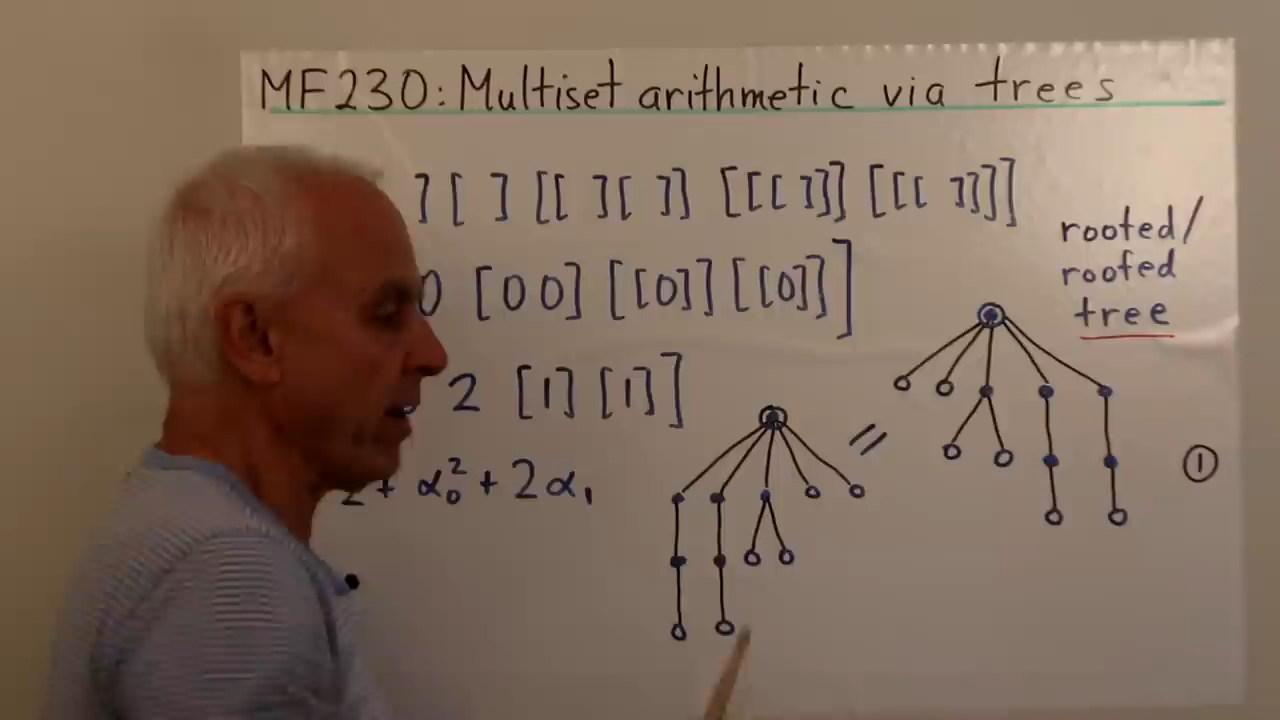 MF230: Multiset arithmetic via trees
] [ ] [[ ][ ]] [[[ ]]] [[[ ]]]]
rooted/
roofed
tree
0 [0 0] [[0]] [[0]]]
2 [1] [1]]
=
+ α₀² + 2α₁
①